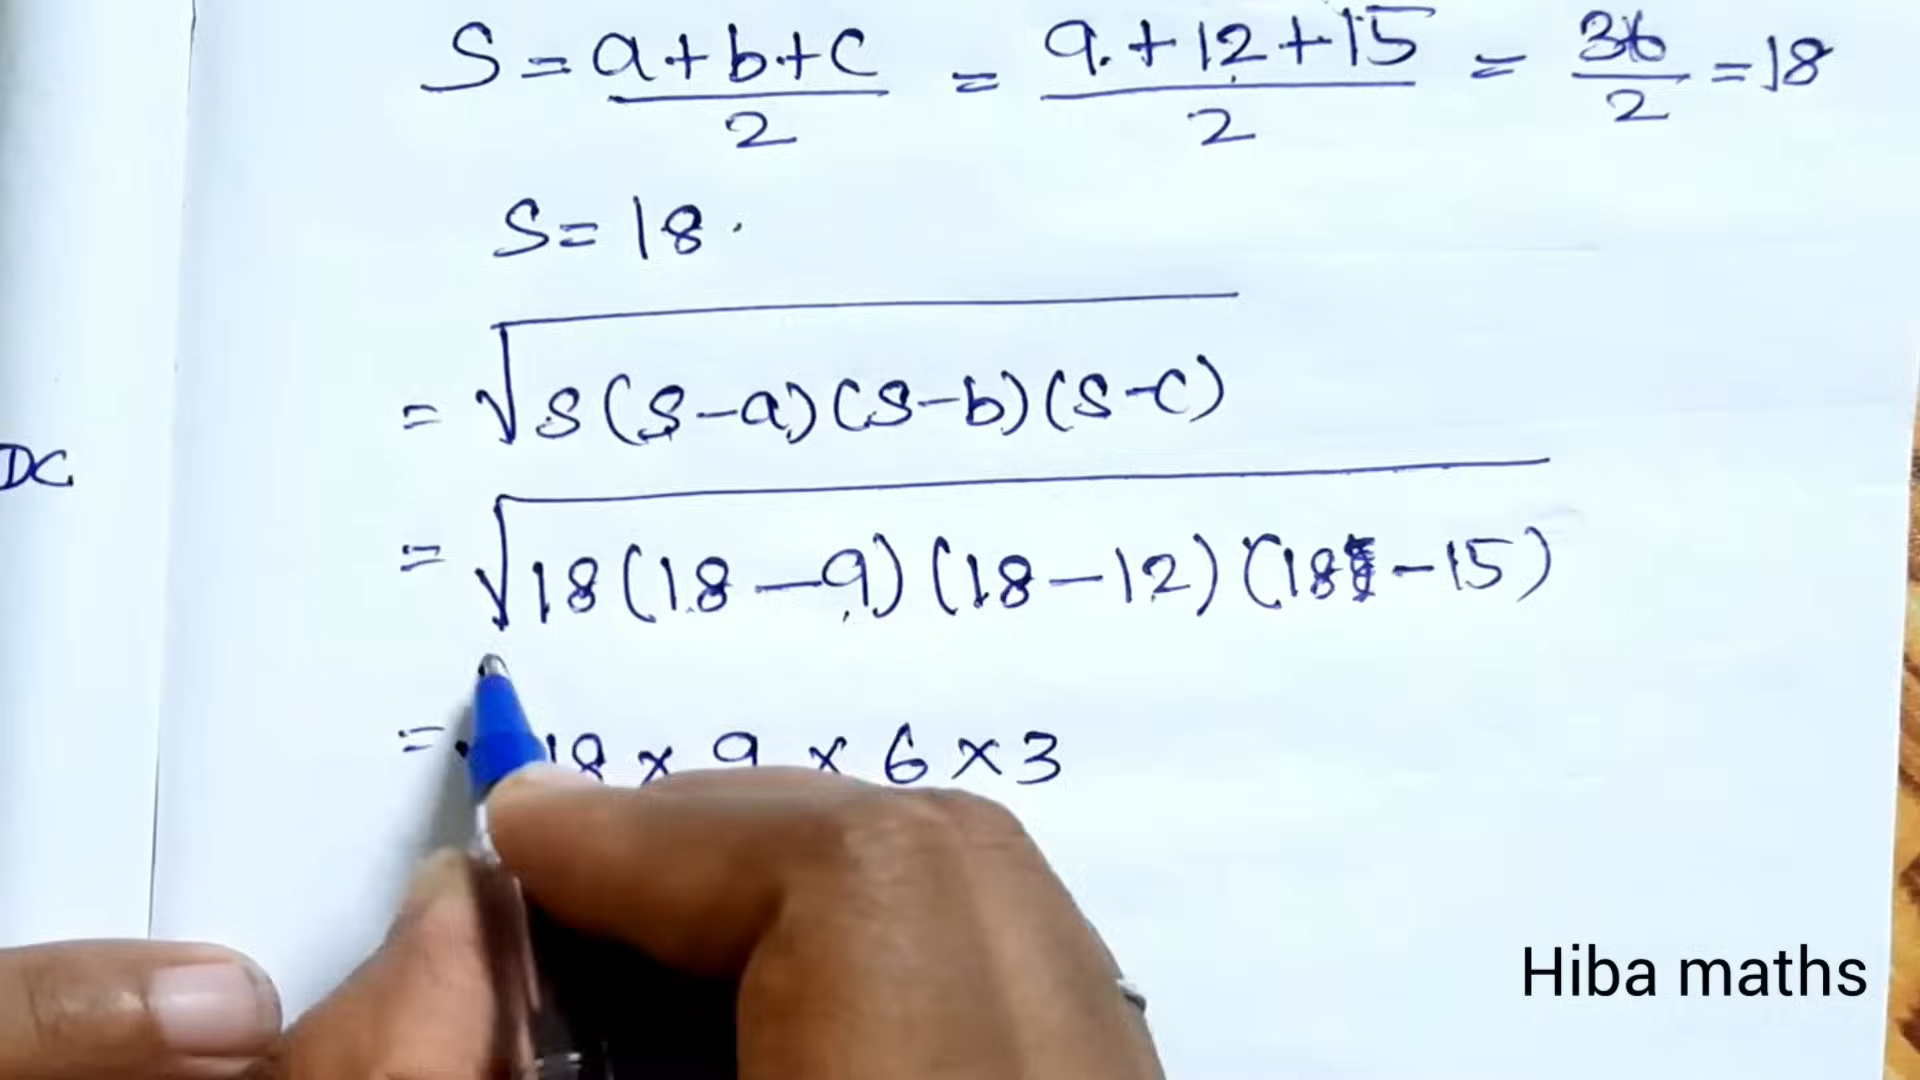 S = a+b+c/2 = 9+12+15/2 = 36/2 = 18
S = 18.
= √s(s-a)(s-b)(s-c)
DC
= √18(18-9)(18-12)(18-15)
= 18 × 9 × 6 × 3
Hiba maths